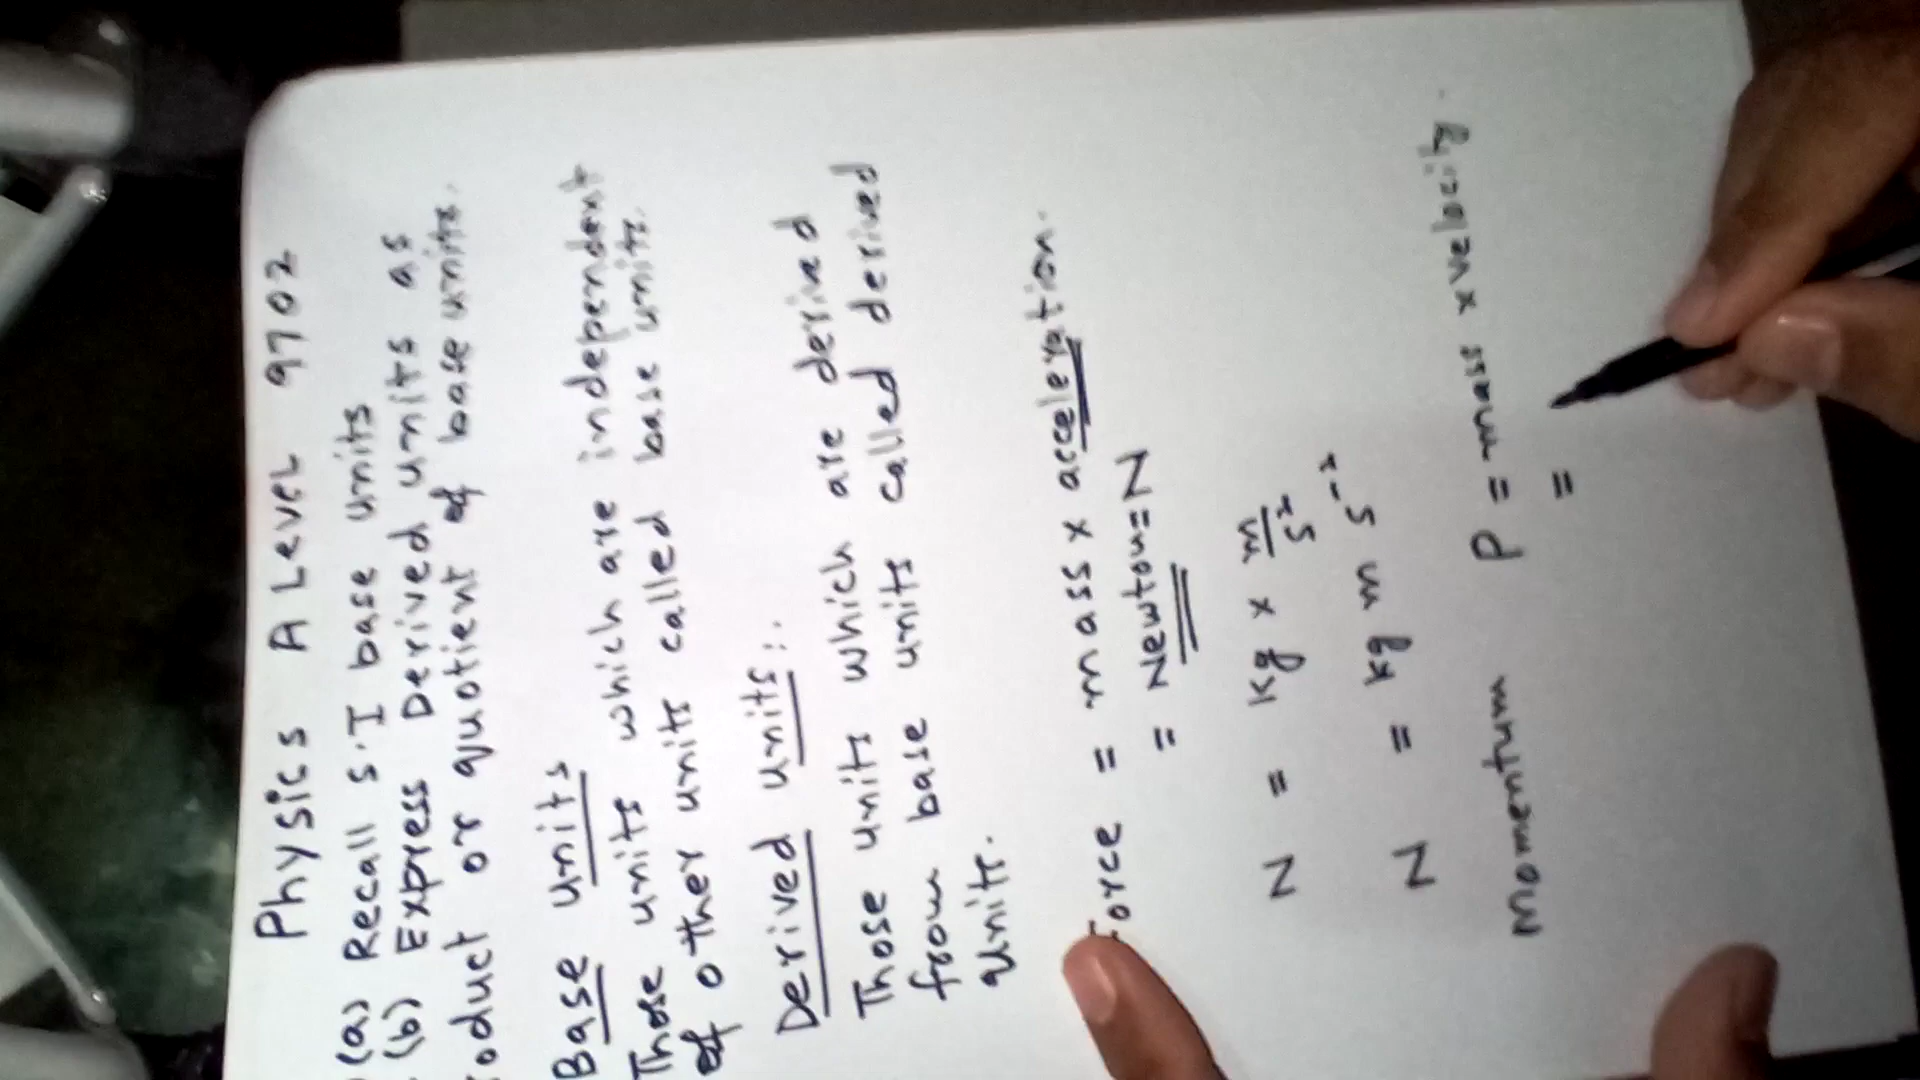 Physics A Level 9702
(a) Recall S.I base units
(b) Express Derived units as
roduct or quotient of base units.
Base units
Those units which are independent
of other units called base units.
Derived units:.
Those units which are derived
from base units called derived
units.
Force = mass x acceleration.
= Newton = N
N = kg x m/s²
N = kg m s⁻²
Momentum P = mass x velocity.
=